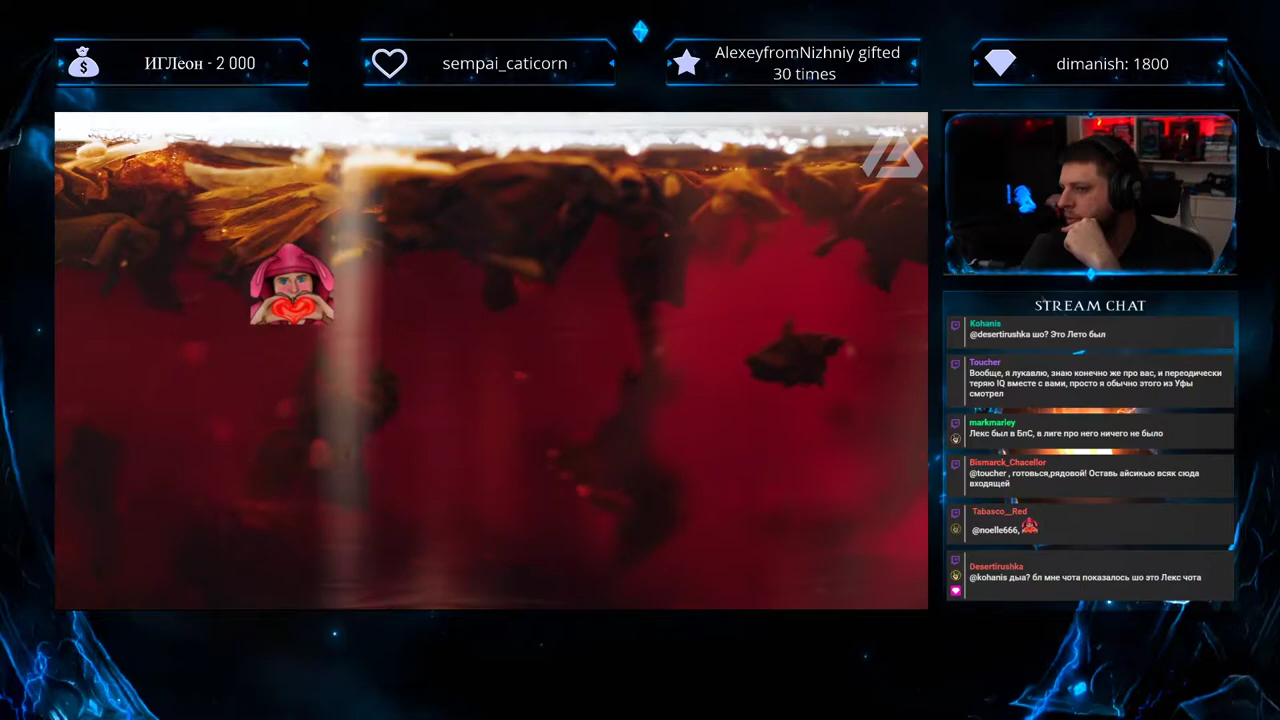 ИГЛеон - 2 000
sempai_caticorn
AlexeyfromNizhniy gifted
30 times
dimanish: 1800
STREAM CHAT
Kohanis
@desertirushka шо? Это Лето был
Toucher
Вообще, я лукавлю, знаю конечно же про вас, и переодически
теряю IQ вместе с вами, просто я обычно этого из Уфы
смотрел
markmarley
Лекс был в БпС, в лиге про него ничего не было
Bismarck_Chacellor
@toucher , готовься,рядовой! Оставь айсикью всяк сюда
входящей
Tabasco__Red
@noelle666,
Desertirushka
@kohanis дыа? бл мне чота показалось шо это Лекс чота